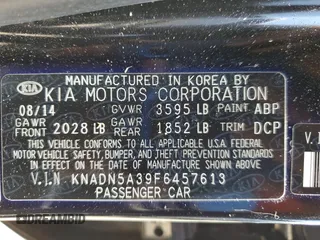 MANUFACTURED IN KOREA BY
KIA KIA MOTORS CORPORATION
08/14 GVWR 3595 LB PAINT ABP
GAWR FRONT 2028 LB GAWR REAR 1852 LB TRIM DCP
THIS VEHICLE CONFORMS TO ALL APPLICABLE U.S.A. FEDERAL
MOTOR VEHICLE SAFETY, BUMPER, AND THEFT PREVENTION
STANDARDS IN EFFECT ON THE DATE OF MANUFACTURE
SHOWN ABOVE.
V.I.N KNADN5A39F6457613
PASSENGER CAR
V.I